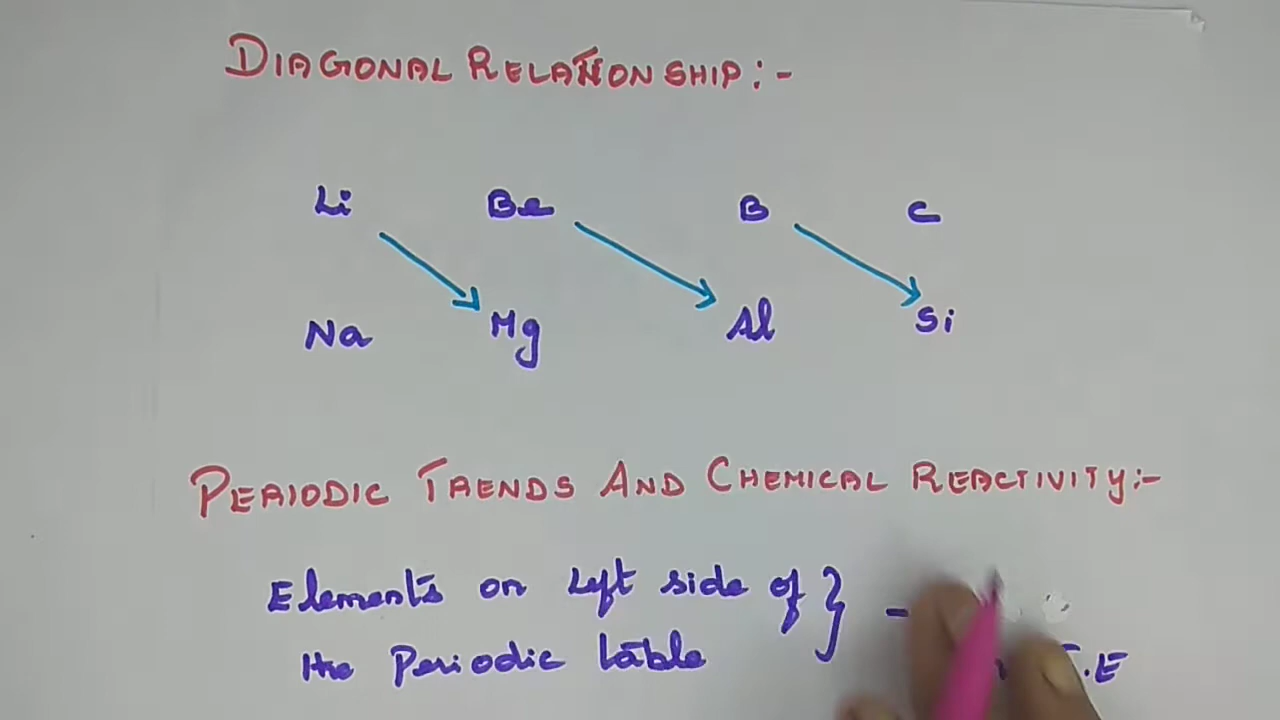 DIAGONAL RELATIONSHIP:-
Li Be B C
Na Mg Al Si
PERIODIC TRENDS AND CHEMICAL REACTIVITY:-
Elements on left side of } -
the Periodic table